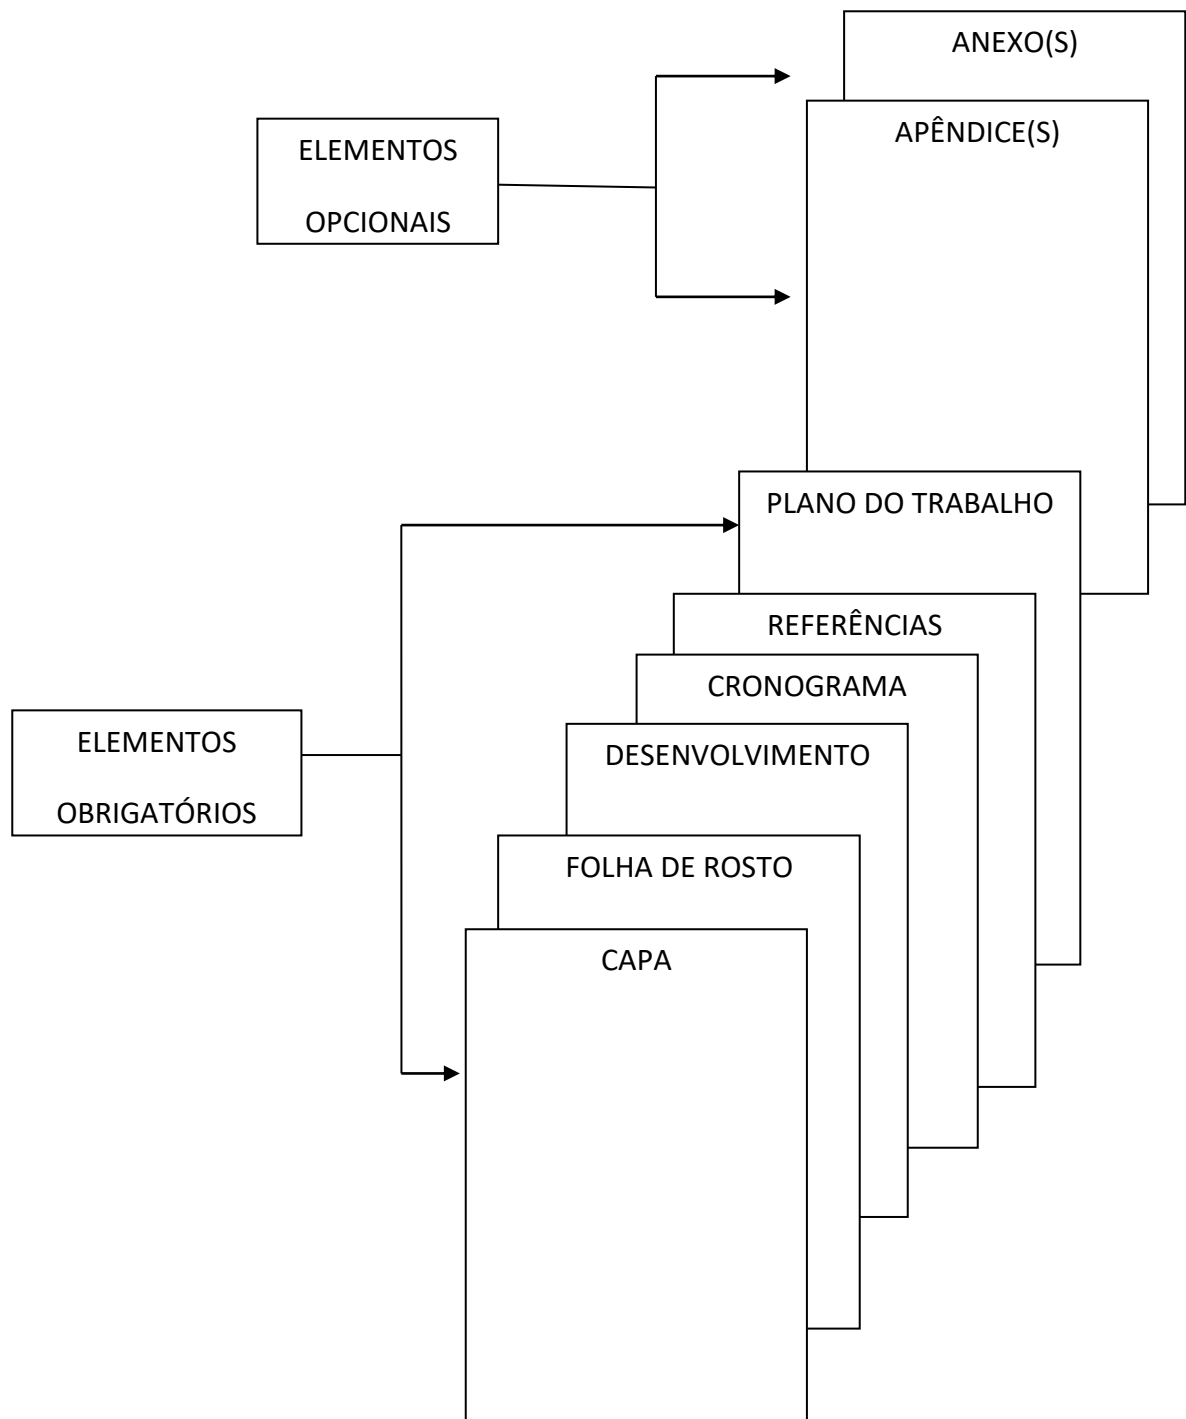 ANEXO(S)
APÊNDICE(S)
ELEMENTOS
OPCIONAIS
PLANO DO TRABALHO
REFERÊNCIAS
CRONOGRAMA
ELEMENTOS
OBRIGATÓRIOS
DESENVOLVIMENTO
FOLHA DE ROSTO
CAPA